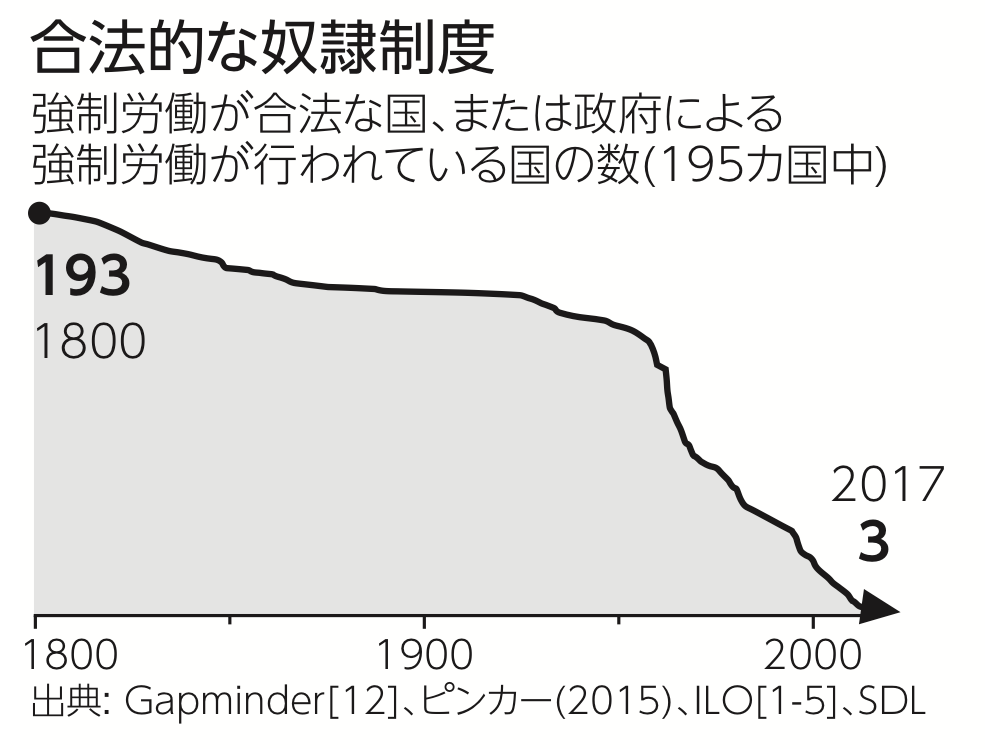 合法的な奴隷制度
強制労働が合法な国、または政府による
強制労働が行われている国の数(195カ国中)
193
1800
2017
3
1800 1900 2000
出典: Gapminder[12]、ピンカー(2015)、ILO[1-5]、SDL